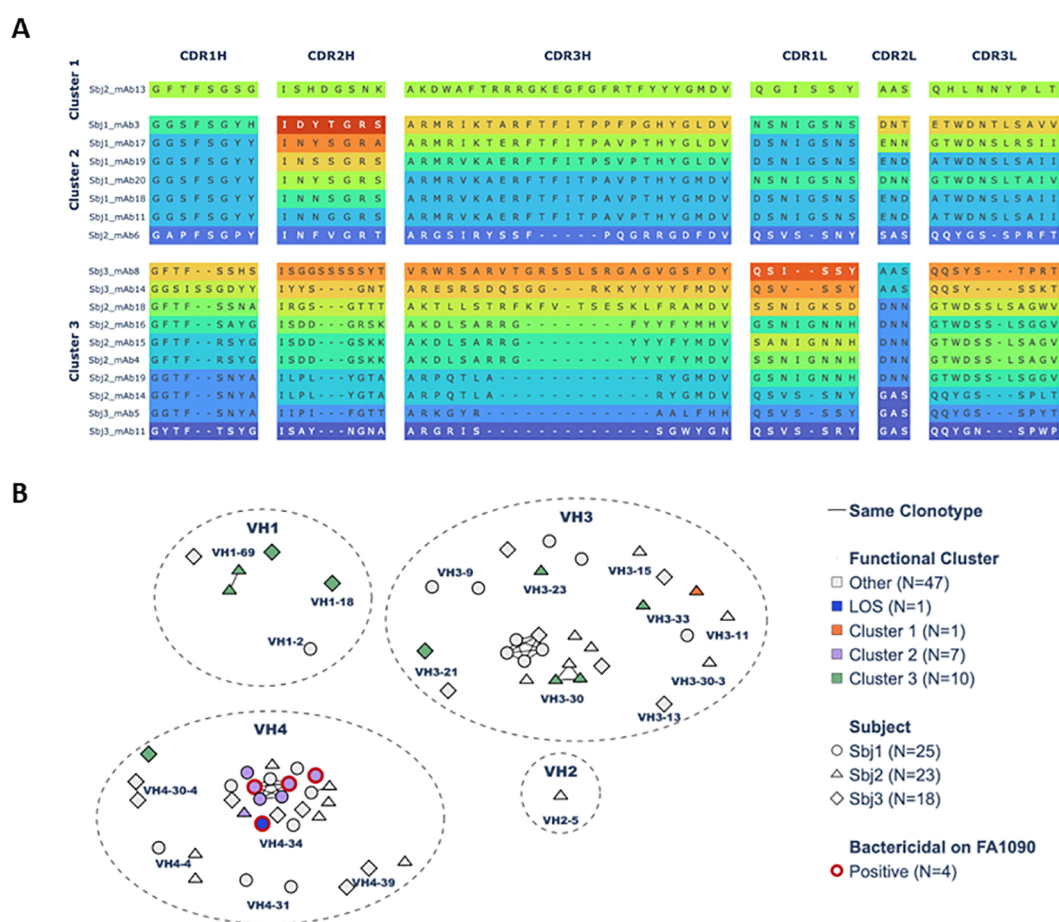 A
CDR1H CDR2H CDR3H CDR1L CDR2L CDR3L
Cluster 1
Sbj2_mAb13 G F T F S G S G I S H D G S N K A K D W A F T R R R G K E G F G F R T F Y Y Y G M D V Q G I S S Y A A S Q H L N N Y P L T
Cluster 2
Sbj1_mAb3 G G S F S G Y H I D Y T G R S A R M R I K T A R F T F I T P P F P G H Y G L D V N S N I G S N S D N T E T W D N T L S A V V
Sbj1_mAb17 G G S F S G Y Y I N Y S G R A A R M R I K T E R F T F I T P S V I P T H Y G L D V D S N I G S N S E N N G T W D N L R S I I
Sbj1_mAb19 G G S F S G Y Y I N S S G R S A R M R V K A E R F T F I T P A V P T H Y G L D V D S N I G S N S E N D A T W D N I L S A I I
Sbj1_mAb20 G G S F S G Y Y I N Y S G R S A R M R V K A E R F T F I T P A V P T H Y G M D V N S N I G S N S D N N G T W D N L T A I V
Sbj1_mAb18 G G S F S G Y Y I N N S G R S A R M R V K A E R F T F I T P A V P T H Y G M D V D S N I G S N S E N D A T W D N L S A I I
Sbj1_mAb11 G G S F S G Y Y I N N G G R S A R M R V K A E R F T F I T P S V P T H Y G M D V D S N I G S N S E N D A T W D N L S A I I
Sbj2_mAb6 G A P F S G P Y I N F V G R T A R G S I R Y S S F - - - - - P Q G R R G D F D V Q S V S - S N Y S A S Q Q Y G S - S P R F T
Cluster 3
Sbj3_mAb8 G F T F - - S S H S I S G G S S S S S Y T V R W R S A R V T G R S S L S R G A G V G S F D Y Q S I - - S S Y A A S Q Q S Y S - - - T P R T
Sbj3_mAb14 G G S I S S G D Y Y I Y Y S - - - - G N T A R E S R S D Q S G G - - - R K K Y Y Y Y F M D V Q S V - - S S Y A A S Q Q S Y - - - - S K T
Sbj2_mAb18 G F T F - - S S N A I R G S - - - G T T T A K T L L S T R F K F V - T S E S K L F R A M D V S S N I G K S D D N N G T W D S S L S A G W V
Sbj2_mAb16 G F T F - - S A Y G I S D D - - - G R S K A K D L S A R R G - - - - - - - - F Y Y F Y M H V G S N I G N N H D N N G T W D S S - L S G G V
Sbj2_mAb15 G F T F - - R S Y G I S D D - - - G S K K A K D L S A R R G - - - - - - - - Y Y Y F Y M D V S A N I G N N H D N N G T W D S S - L S A G V
Sbj2_mAb4 G F T F - - R S Y G I S D D - - - G S K K A K D L S A R R G - - - - - - - - Y Y Y F Y M D V S S N I G N N H D N N G T W D S S - L S A G V
Sbj2_mAb19 G G T F - - S N Y A I L P L - - - Y G T A A R P Q T L A - - - - - - - - - - - - R Y G M D V G S N I G N N H D N N G T W D S S - L S G G V
Sbj2_mAb14 G G T F - - S N Y A I L P L - - - Y G T A A R P Q T L A - - - - - - - - - - - - R Y G M D V Q S V S - S N Y G A S Q Q Y G S - - - S P L T
Sbj3_mAb5 G G T F - - S N Y A I I P I - - - F G T T A R K G Y R - - - - - - - - - - - - - A A L F H H Q S V S - S S Y G A S Q Q Y G S - - - S P Y T
Sbj3_mAb11 G Y T F - - T S Y G I S A Y - - - N G N A A R G R I S - - - - - - - - - - - - - S G W Y G N Q S V S - S R Y G A S Q Q Y G N - - - S P W P
B
VH1
VH1-69
VH1-18
VH1-2
VH3
VH3-9
VH3-15
VH3-23
VH3-33
VH3-11
VH3-21
VH3-30
VH3-30-3
VH3-13
VH4
VH4-30-4
VH4-34
VH4-4
VH4-39
VH4-31
VH2
VH2-5
Same Clonotype
Functional Cluster
Other (N=47)
LOS (N=1)
Cluster 1 (N=1)
Cluster 2 (N=7)
Cluster 3 (N=10)
Subject
Sbj1 (N=25)
Sbj2 (N=23)
Sbj3 (N=18)
Bactericidal on FA1090
Positive (N=4)